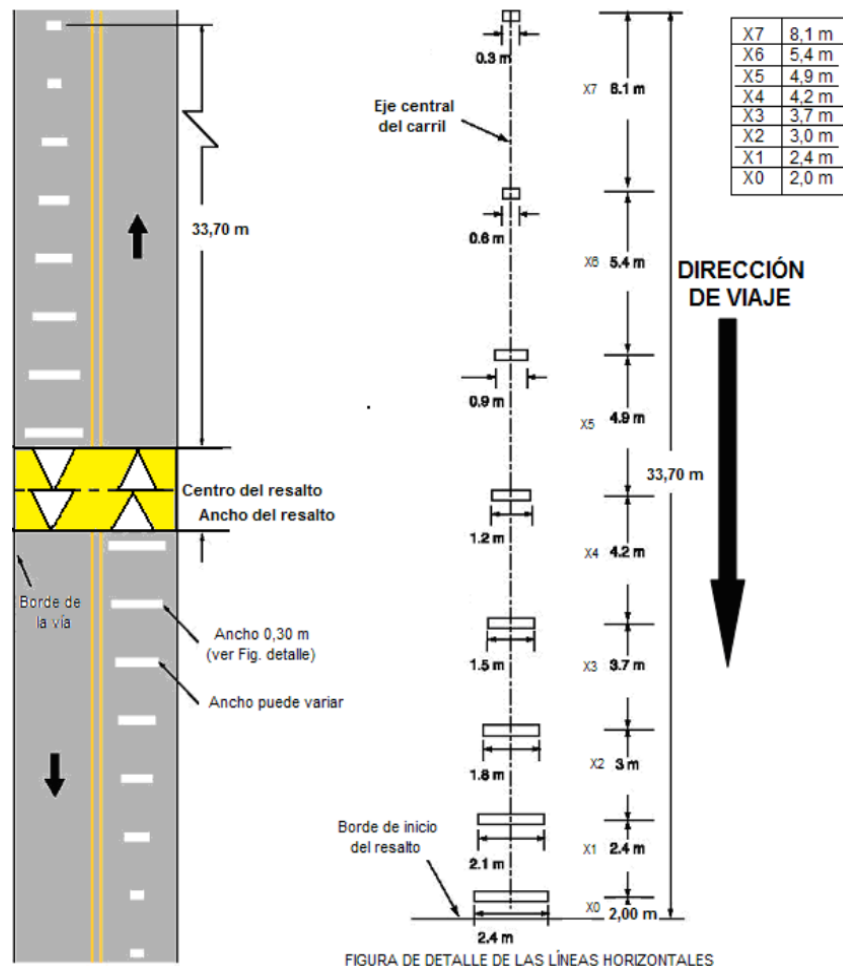 33,70 m
Centro del resalto
Ancho del resalto
Borde de
la vía
Ancho 0,30 m
(ver Fig. detalle)
Ancho puede variar
Eje central
del carril
0.3 m
0.6 m
0.9 m
1.2 m
1.5 m
1.8 m
2.1 m
2.4 m
Borde de inicio
del resalto
X7 8.1 m
X6 5.4 m
X5 4.9 m
X4 4.2 m
X3 3.7 m
X2 3 m
X1 2.4 m
X0 2,00 m
33,70 m
DIRECCIÓN
DE VIAJE
X7 8,1 m
X6 5,4 m
X5 4,9 m
X4 4,2 m
X3 3,7 m
X2 3,0 m
X1 2,4 m
X0 2,0 m
FIGURA DE DETALLE DE LAS LÍNEAS HORIZONTALES